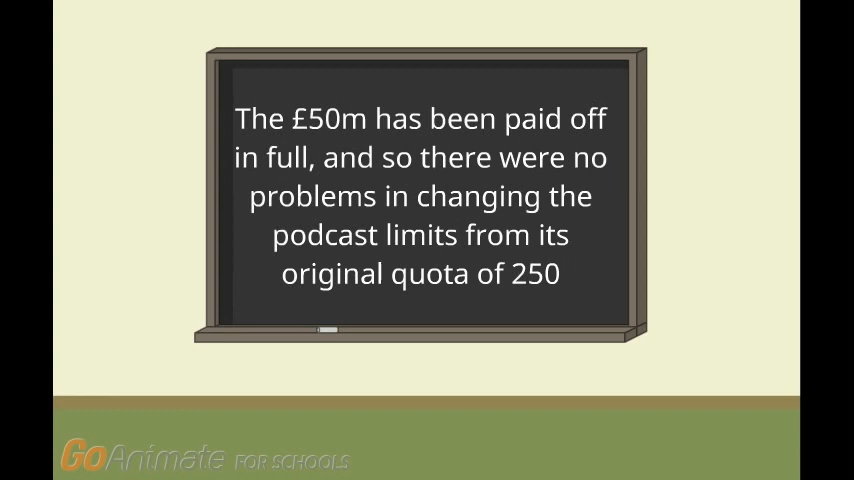 The £50m has been paid off
in full, and so there were no
problems in changing the
podcast limits from its
original quota of 250
GoAnimate FOR SCHOOLS